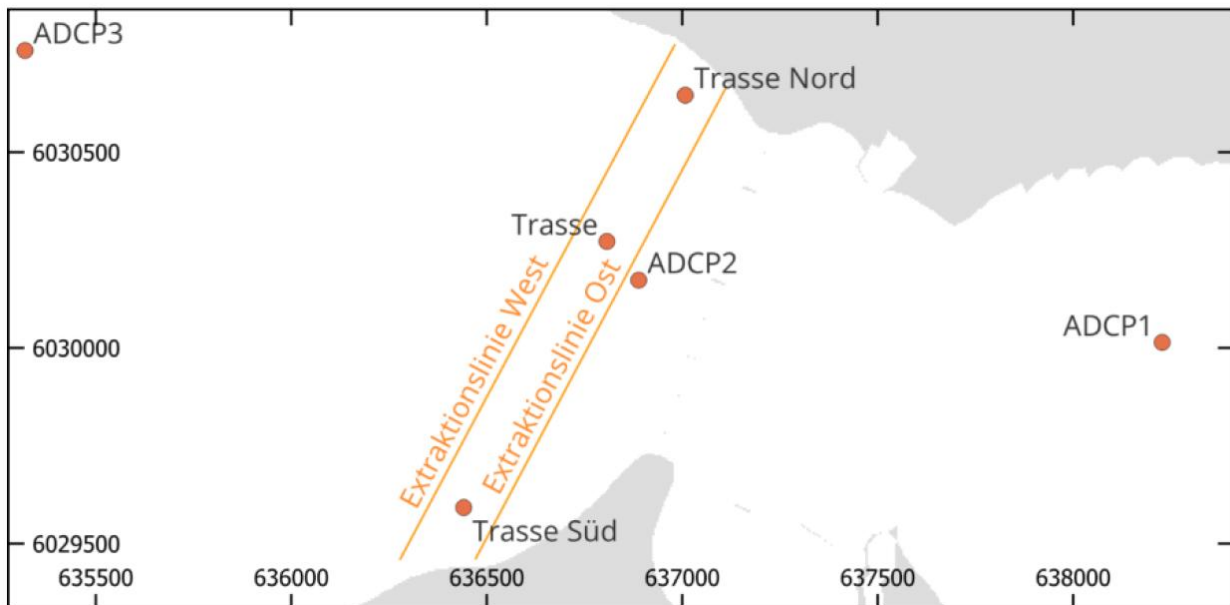 ADCP3
Trasse Nord
6030500
Trasse
ADCP2
Extraktionslinie West
Extraktionslinie Ost
ADCP1
6030000
Trasse Süd
6029500
635500 636000 636500 637000 637500 638000